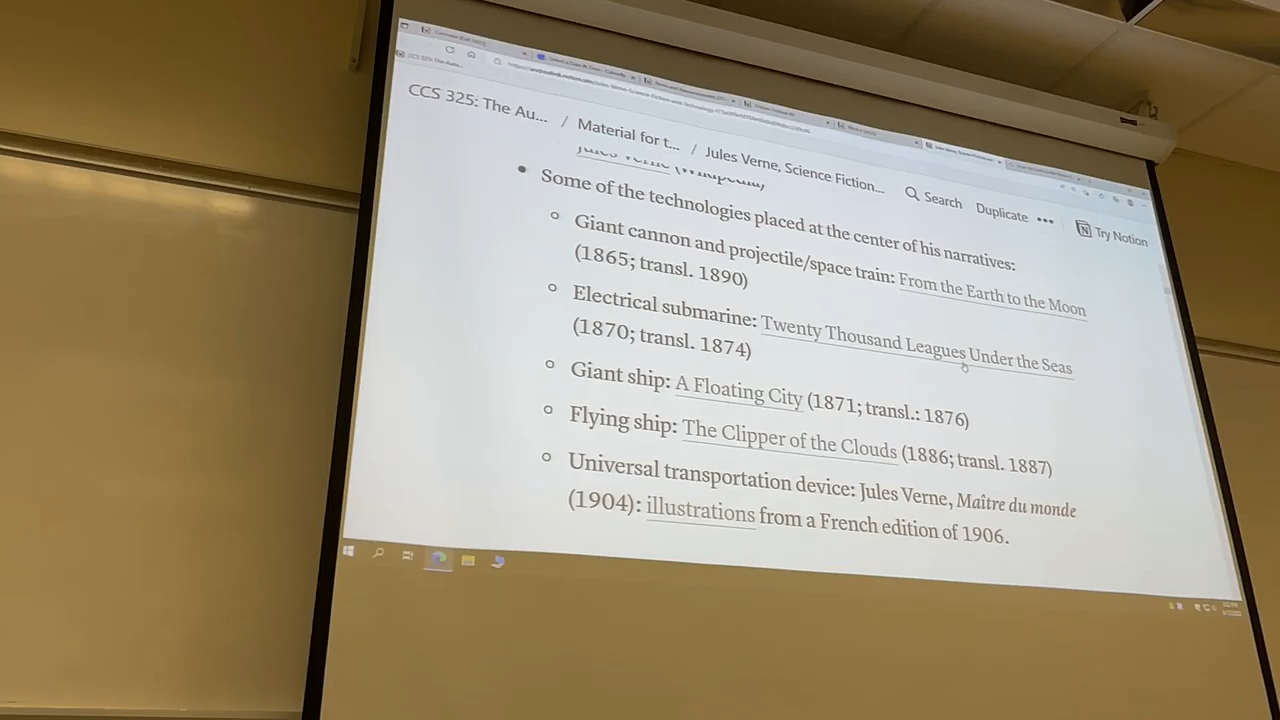 CCS 325: The Au... / Material for t... / Jules Verne, Science Fiction...
Search Duplicate ••• Try Notion
Jules Verne (Wikipedia)
• Some of the technologies placed at the center of his narratives:
◦ Giant cannon and projectile/space train: From the Earth to the Moon
(1865; transl. 1890)
◦ Electrical submarine: Twenty Thousand Leagues Under the Seas
(1870; transl. 1874)
◦ Giant ship: A Floating City (1871; transl.: 1876)
◦ Flying ship: The Clipper of the Clouds (1886; transl. 1887)
◦ Universal transportation device: Jules Verne, Maître du monde
(1904): illustrations from a French edition of 1906.